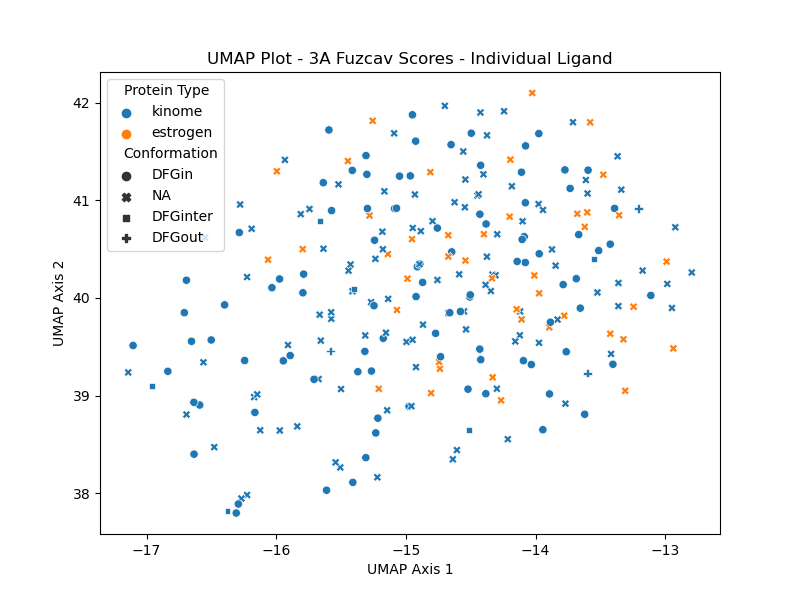 UMAP Plot - 3A Fuzcav Scores - Individual Ligand
Protein Type
kinome
estrogen
Conformation
DFGin
NA
DFGinter
DFGout
42
41
40
39
38
UMAP Axis 2
−17
−16
−15
−14
−13
UMAP Axis 1